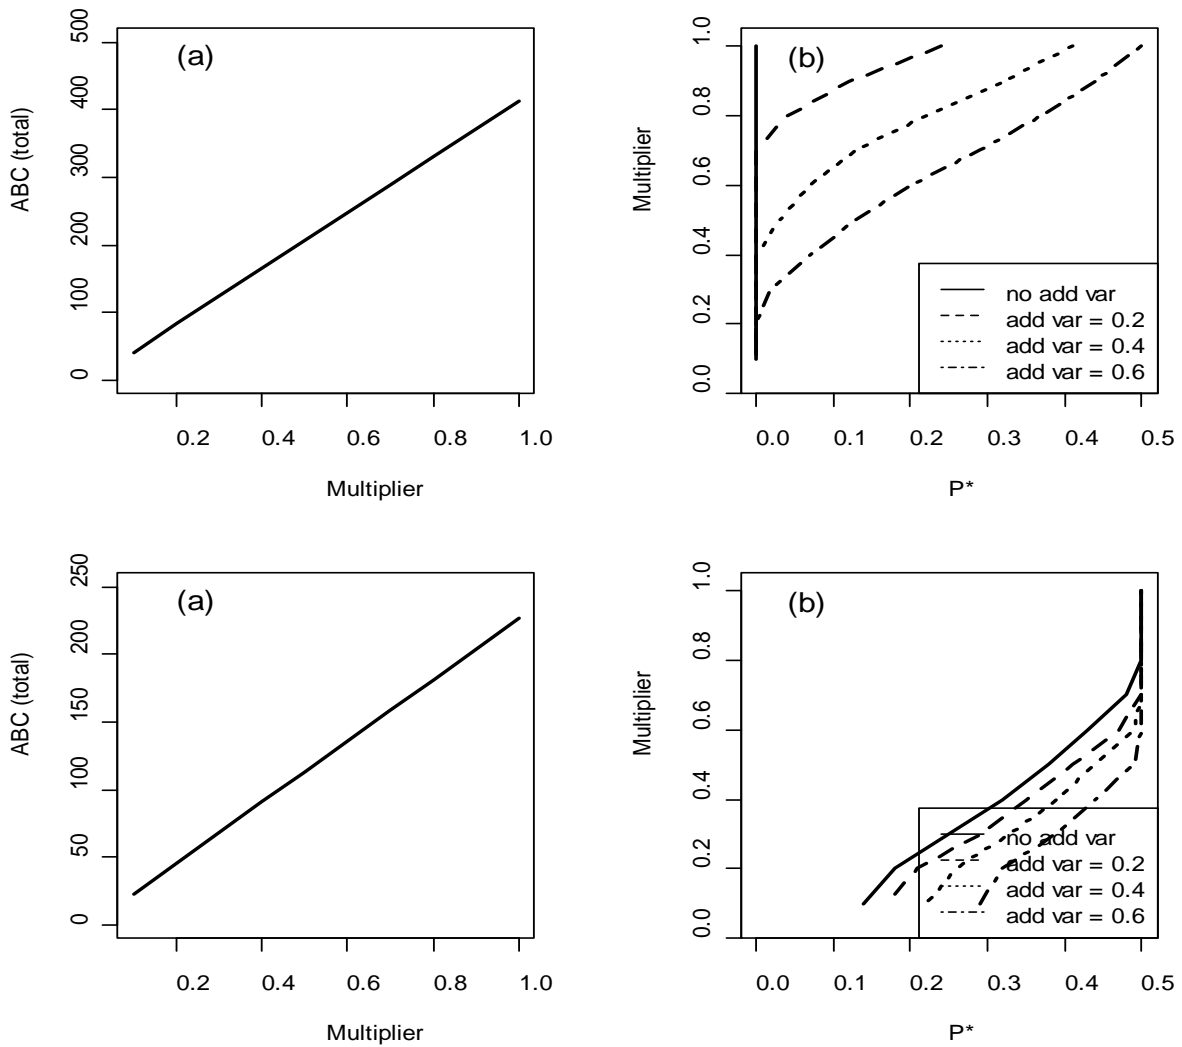 (a)
ABC (total)
500
400
300
200
100
0
0.2 0.4 0.6 0.8 1.0
Multiplier
(b)
Multiplier
1.0
0.8
0.6
0.4
0.2
0.0
no add var
add var = 0.2
add var = 0.4
add var = 0.6
0.0 0.1 0.2 0.3 0.4 0.5
P*
(a)
ABC (total)
250
200
150
100
50
0
0.2 0.4 0.6 0.8 1.0
Multiplier
(b)
Multiplier
1.0
0.8
0.6
0.4
0.2
0.0
no add var
add var = 0.2
add var = 0.4
add var = 0.6
0.0 0.1 0.2 0.3 0.4 0.5
P*